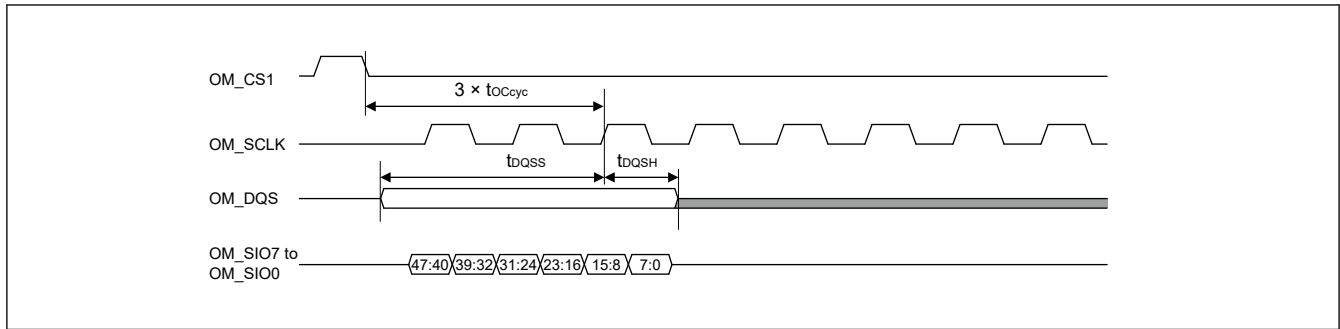 OM_CS1
3 × tOCcyc
OM_SCLK
tDQSS tDQSH
OM_DQS
OM_SIO7 to
OM_SIO0
47:40 39:32 31:24 23:16 15:8 7:0